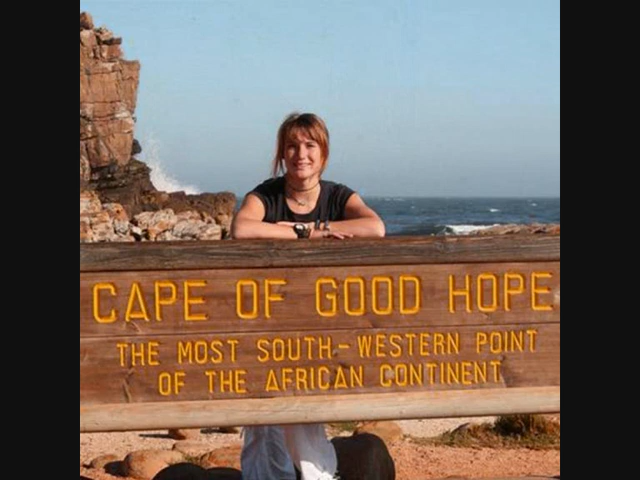 CAPE OF GOOD HOPE
THE MOST SOUTH-WESTERN POINT
OF THE AFRICAN CONTINENT